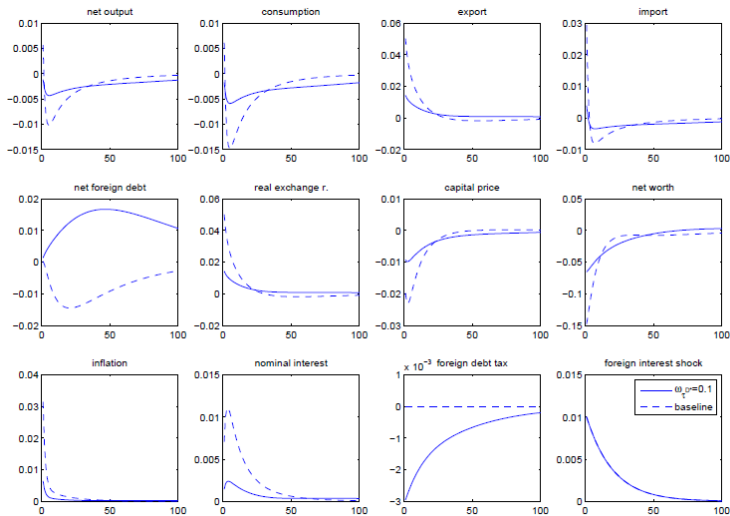 net output
0.01
0.005
0
−0.005
−0.01
−0.015
0 50 100
consumption
0.01
0.005
0
−0.005
−0.01
−0.015
0 50 100
export
0.06
0.04
0.02
0
−0.02
0 50 100
import
0.03
0.02
0.01
0
−0.01
0 50 100
net foreign debt
0.02
0.01
0
−0.01
−0.02
0 50 100
real exchange r.
0.06
0.04
0.02
0
−0.02
0 50 100
capital price
0.01
0
−0.01
−0.02
−0.03
0 50 100
net worth
0.05
0
−0.05
−0.1
−0.15
0 50 100
inflation
0.04
0.03
0.02
0.01
0
0 50 100
nominal interest
0.015
0.01
0.005
0
0 50 100
x 10⁻³ foreign debt tax
1
0
−1
−2
−3
0 50 100
foreign interest shock
0.015
0.01
0.005
0
0 50 100
ω_τᴰ*=0.1
baseline